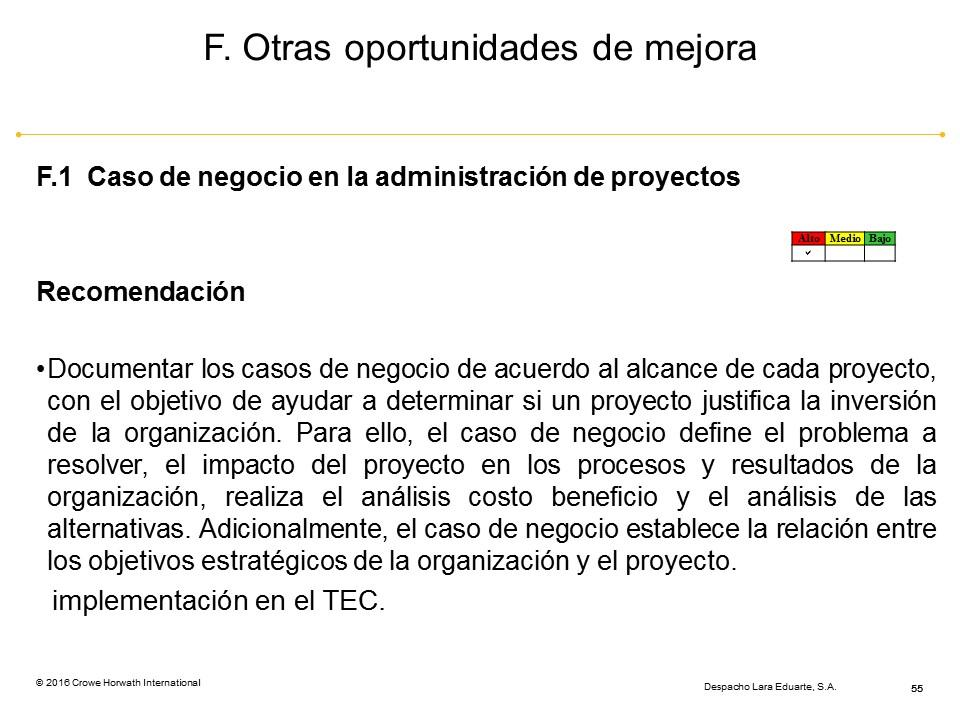 F. Otras oportunidades de mejora
F.1 Caso de negocio en la administración de proyectos
Alto Medio Bajo
✓
Recomendación
•Documentar los casos de negocio de acuerdo al alcance de cada proyecto,
con el objetivo de ayudar a determinar si un proyecto justifica la inversión
de la organización. Para ello, el caso de negocio define el problema a
resolver, el impacto del proyecto en los procesos y resultados de la
organización, realiza el análisis costo beneficio y el análisis de las
alternativas. Adicionalmente, el caso de negocio establece la relación entre
los objetivos estratégicos de la organización y el proyecto.
implementación en el TEC.
© 2016 Crowe Horwath International
Despacho Lara Eduarte, S.A.
55